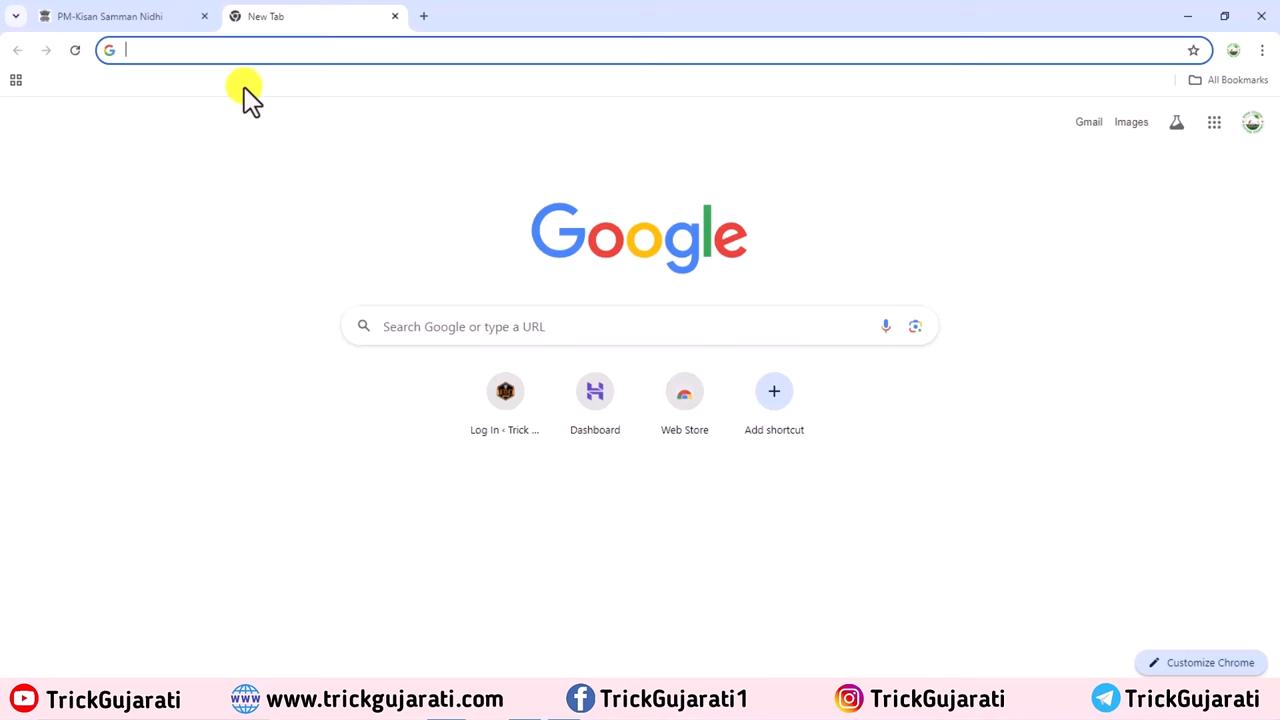 PM-Kisan Samman Nidhi
New Tab
All Bookmarks
Gmail
Images
Google
Search Google or type a URL
Log In ‹ Trick ...
Dashboard
Web Store
Add shortcut
Customize Chrome
TrickGujarati
www.trickgujarati.com
TrickGujarati1
TrickGujarati
TrickGujarati